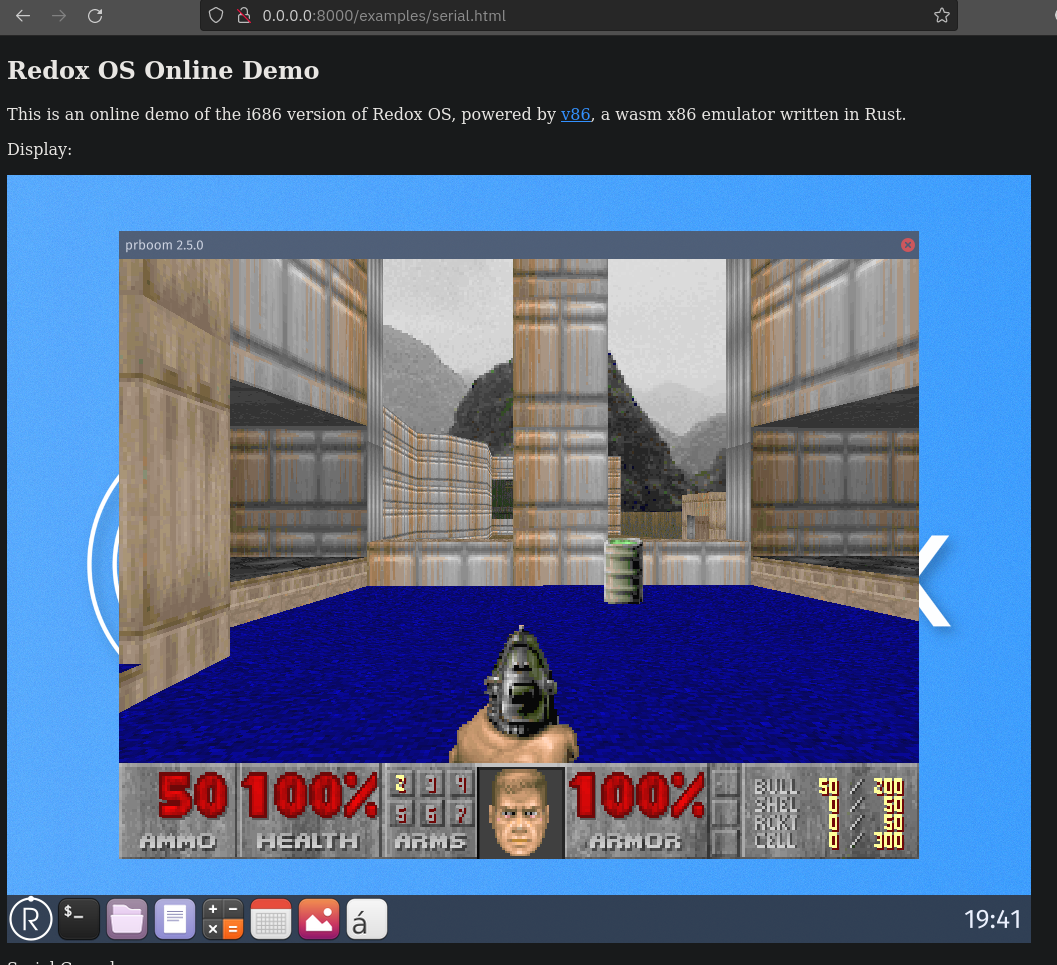 0.0.0.0:8000/examples/serial.html
Redox OS Online Demo
This is an online demo of the i686 version of Redox OS, powered by v86, a wasm x86 emulator written in Rust.
Display:
prboom 2.5.0
X
50 100% 2 3 4 100% BULL 50 / 200
SHEL 0 / 50
5 6 7 RCKT 0 / 50
AMMO HEALTH ARMS ARMOR CELL 0 / 300
R $_ + − × = á 19:41